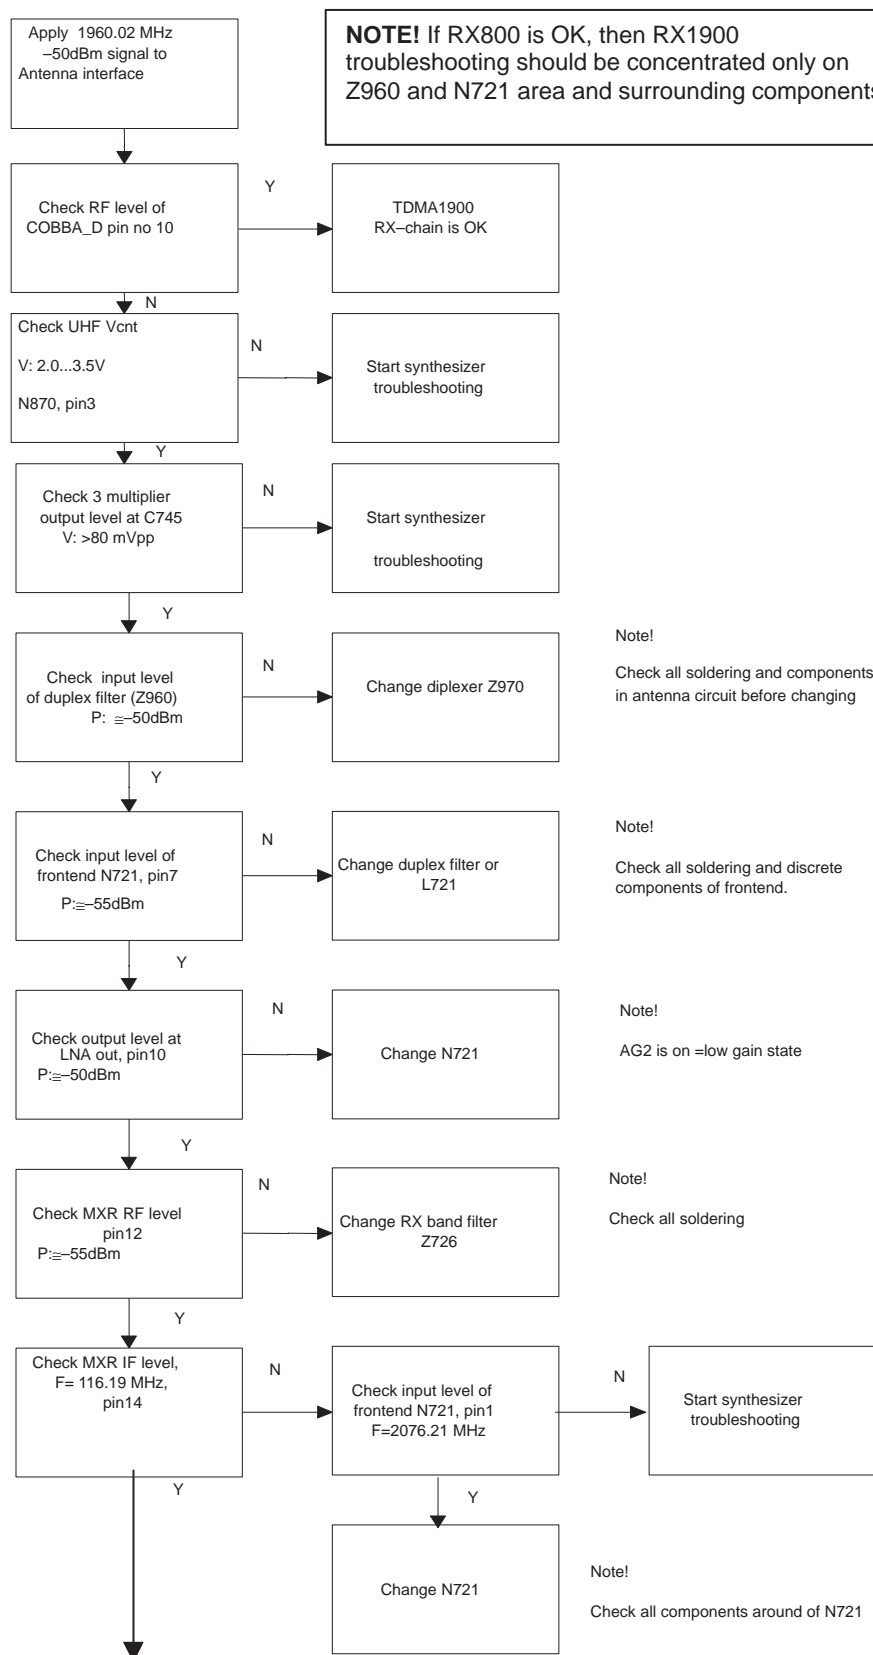 Apply 1960.02 MHz
–50dBm signal to
Antenna interface
NOTE! If RX800 is OK, then RX1900
troubleshooting should be concentrated only on
Z960 and N721 area and surrounding components
Check RF level of
COBBA_D pin no 10
Y
TDMA1900
RX–chain is OK
N
Check UHF Vcnt
V: 2.0...3.5V
N870, pin3
N
Start synthesizer
troubleshooting
Y
Check 3 multiplier
output level at C745
V: >80 mVpp
N
Start synthesizer
troubleshooting
Y
Check input level
of duplex filter (Z960)
P: ≅–50dBm
N
Change diplexer Z970
Note!
Check all soldering and components
in antenna circuit before changing
Y
Check input level of
frontend N721, pin7
P:≅–55dBm
N
Change duplex filter or
L721
Note!
Check all soldering and discrete
components of frontend.
Y
Check output level at
LNA out, pin10
P:≅–50dBm
N
Change N721
Note!
AG2 is on =low gain state
Y
Check MXR RF level
pin12
P:≅–55dBm
N
Change RX band filter
Z726
Note!
Check all soldering
Y
Check MXR IF level,
F= 116.19 MHz,
pin14
N
Check input level of
frontend N721, pin1
F=2076.21 MHz
N
Start synthesizer
troubleshooting
Y
Y
Change N721
Note!
Check all components around of N721